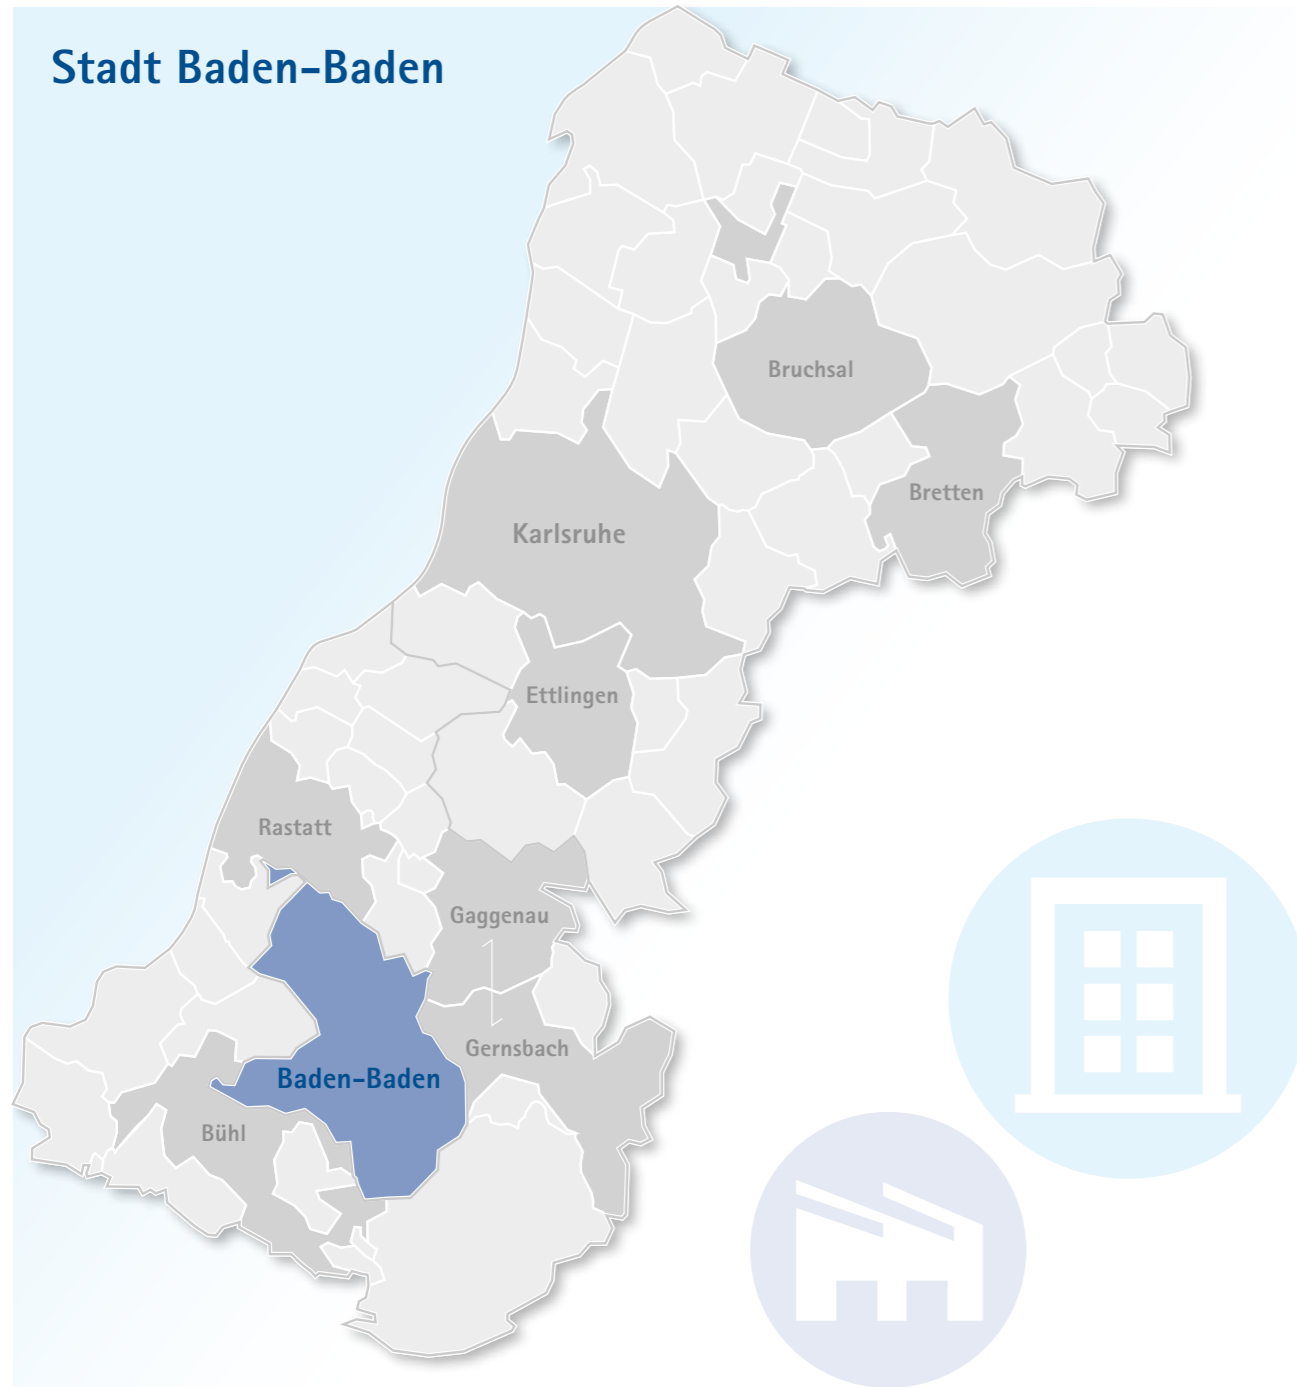 Stadt Baden-Baden
Bruchsal
Bretten
Karlsruhe
Ettlingen
Rastatt
Gaggenau
Gernsbach
Baden-Baden
Bühl